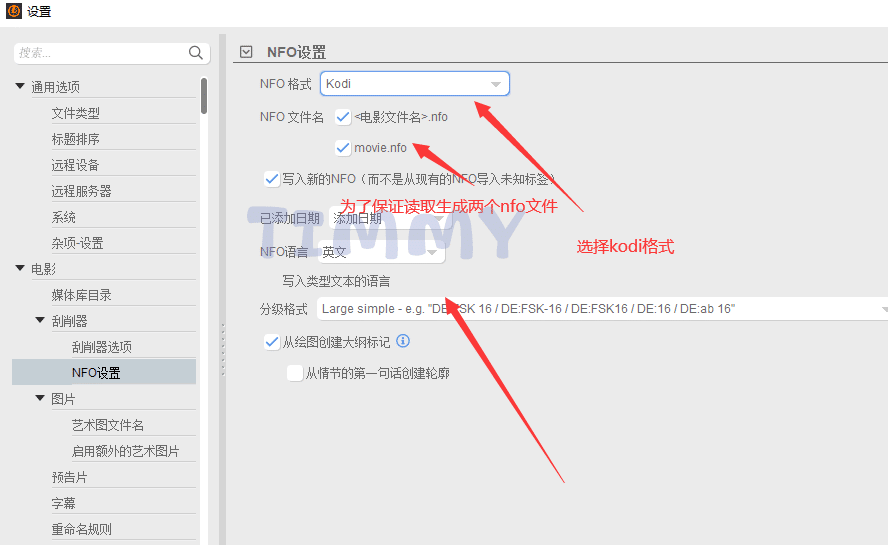 设置
搜索...
通用选项
文件类型
标题排序
远程设备
远程服务器
系统
杂项-设置
电影
媒体库目录
刮削器
刮削器选项
NFO设置
图片
艺术图文件名
启用额外的艺术图片
预告片
字幕
重命名规则
NFO设置
NFO 格式 Kodi
NFO 文件名 <电影文件名>.nfo
movie.nfo
写入新的NFO（而不是从现有的NFO导入未知标签）
为了保证读取生成两个nfo文件
已添加日期 添加日期
TIMMY
选择kodi格式
NFO语言 英文
写入类型文本的语言
分级格式 Large simple - e.g. "DE:FSK 16 / DE:FSK-16 / DE:FSK16 / DE:16 / DE:ab 16"
从绘图创建大纲标记
从情节的第一句话创建轮廓